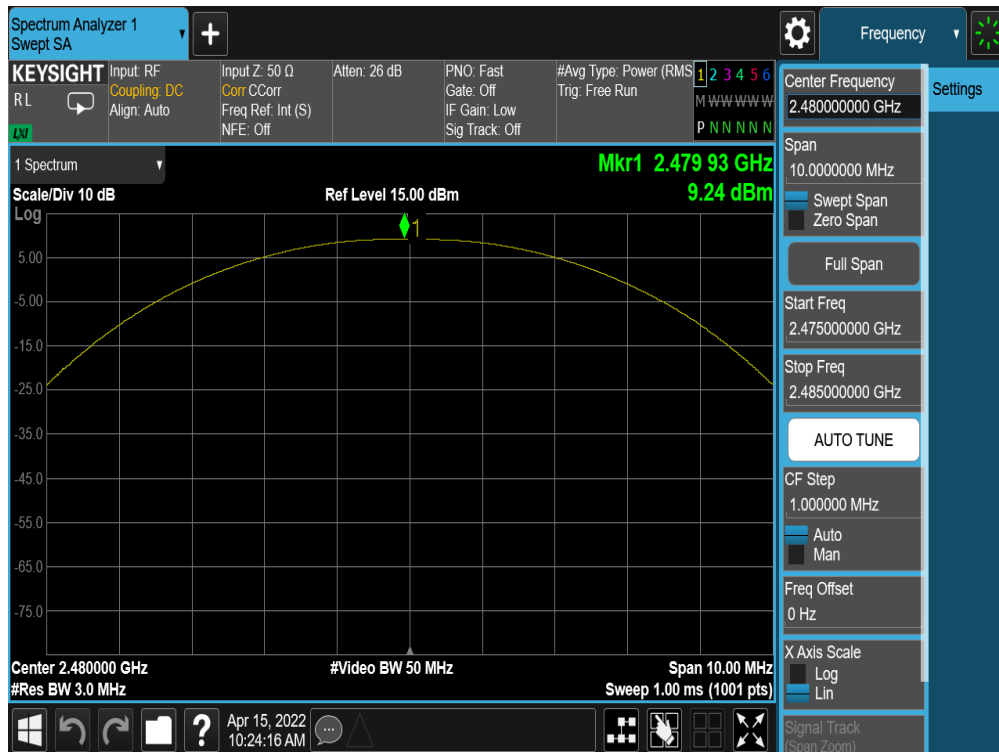 Spectrum Analyzer 1
Swept SA
Frequency
KEYSIGHT
R L
LXI
Input: RF
Coupling: DC
Align: Auto
Input Z: 50 Ω
Corr CCorr
Freq Ref: Int (S)
NFE: Off
Atten: 26 dB
PNO: Fast
Gate: Off
IF Gain: Low
Sig Track: Off
#Avg Type: Power (RMS
Trig: Free Run
1 2 3 4 5 6
M W W W W W
P N N N N N
1 Spectrum
Scale/Div 10 dB
Log
Ref Level 15.00 dBm
Mkr1 2.479 93 GHz
9.24 dBm
1
5.00
-5.00
-15.0
-25.0
-35.0
-45.0
-55.0
-65.0
-75.0
Center 2.480000 GHz
#Res BW 3.0 MHz
#Video BW 50 MHz
Span 10.00 MHz
Sweep 1.00 ms (1001 pts)
Center Frequency
2.480000000 GHz
Settings
Span
10.0000000 MHz
Swept Span
Zero Span
Full Span
Start Freq
2.475000000 GHz
Stop Freq
2.485000000 GHz
AUTO TUNE
CF Step
1.000000 MHz
Auto
Man
Freq Offset
0 Hz
X Axis Scale
Log
Lin
Signal Track
(Span Zoom)
?
Apr 15, 2022
10:24:16 AM